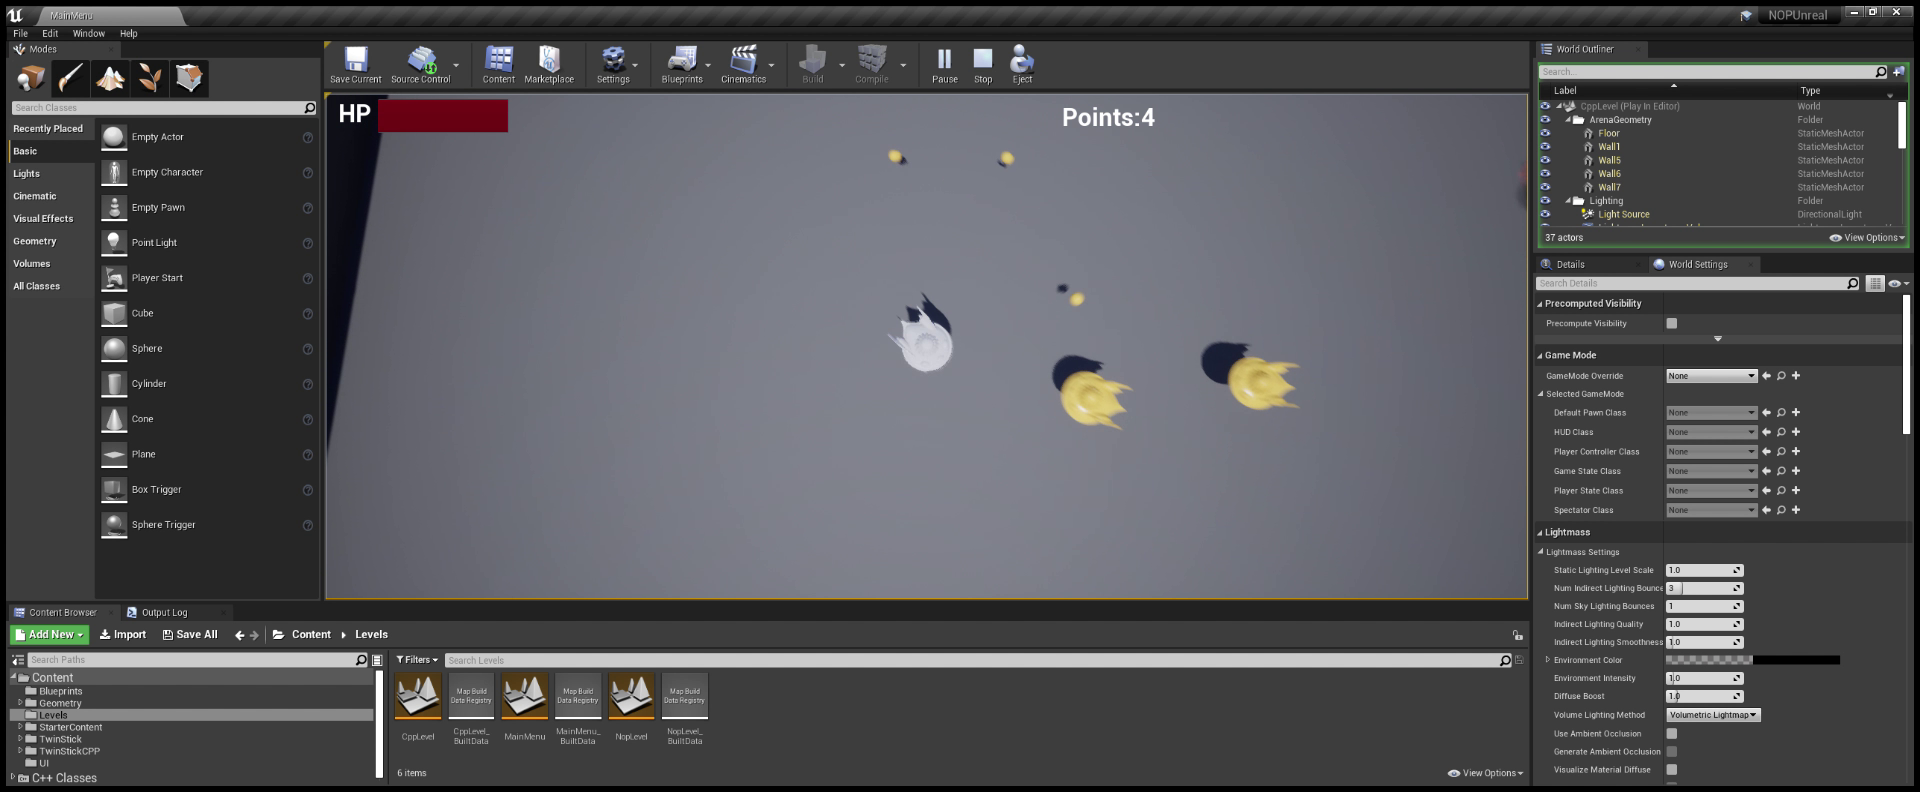 MainMenu
NOPUnreal
File Edit Window Help
Modes
Search Classes
Recently Placed
Basic
Lights
Cinematic
Visual Effects
Geometry
Volumes
All Classes
Empty Actor
Empty Character
Empty Pawn
Point Light
Player Start
Cube
Sphere
Cylinder
Cone
Plane
Box Trigger
Sphere Trigger
Save Current Source Control Content Marketplace Settings Blueprints Cinematics Build Compile Pause Stop Eject
HP
Points:4
World Outliner
Search...
Label Type
CppLevel (Play In Editor) World
ArenaGeometry Folder
Floor StaticMeshActor
Wall1 StaticMeshActor
Wall5 StaticMeshActor
Wall6 StaticMeshActor
Wall7 StaticMeshActor
Lighting Folder
Light Source DirectionalLight
37 actors View Options
Details World Settings
Search Details
Precomputed Visibility
Precompute Visibility
Game Mode
GameMode Override None
Selected GameMode
Default Pawn Class None
HUD Class None
Player Controller Class None
Game State Class None
Player State Class None
Spectator Class None
Lightmass
Lightmass Settings
Static Lighting Level Scale 1.0
Num Indirect Lighting Bounce 3
Num Sky Lighting Bounces 1
Indirect Lighting Quality 1.0
Indirect Lighting Smoothness 1.0
Environment Color
Environment Intensity 1.0
Diffuse Boost 1.0
Volume Lighting Method Volumetric Lightmap
Use Ambient Occlusion
Generate Ambient Occlusion
Visualize Material Diffuse
Content Browser Output Log
Add New Import Save All Content Levels
Search Paths
Content
Blueprints
Geometry
Levels
StarterContent
TwinStick
TwinStickCPP
UI
C++ Classes
Filters Search Levels
Map Build Data Registry
Map Build Data Registry
Map Build Data Registry
CppLevel
CppLevel_BuiltData
MainMenu
MainMenu_BuiltData
NopLevel
NopLevel_BuiltData
6 items View Options